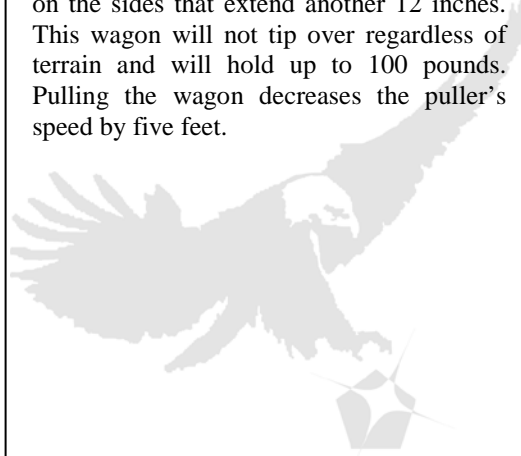 on the sides that extend another 12 inches.
This wagon will not tip over regardless of
terrain and will hold up to 100 pounds.
Pulling the wagon decreases the puller’s
speed by five feet.